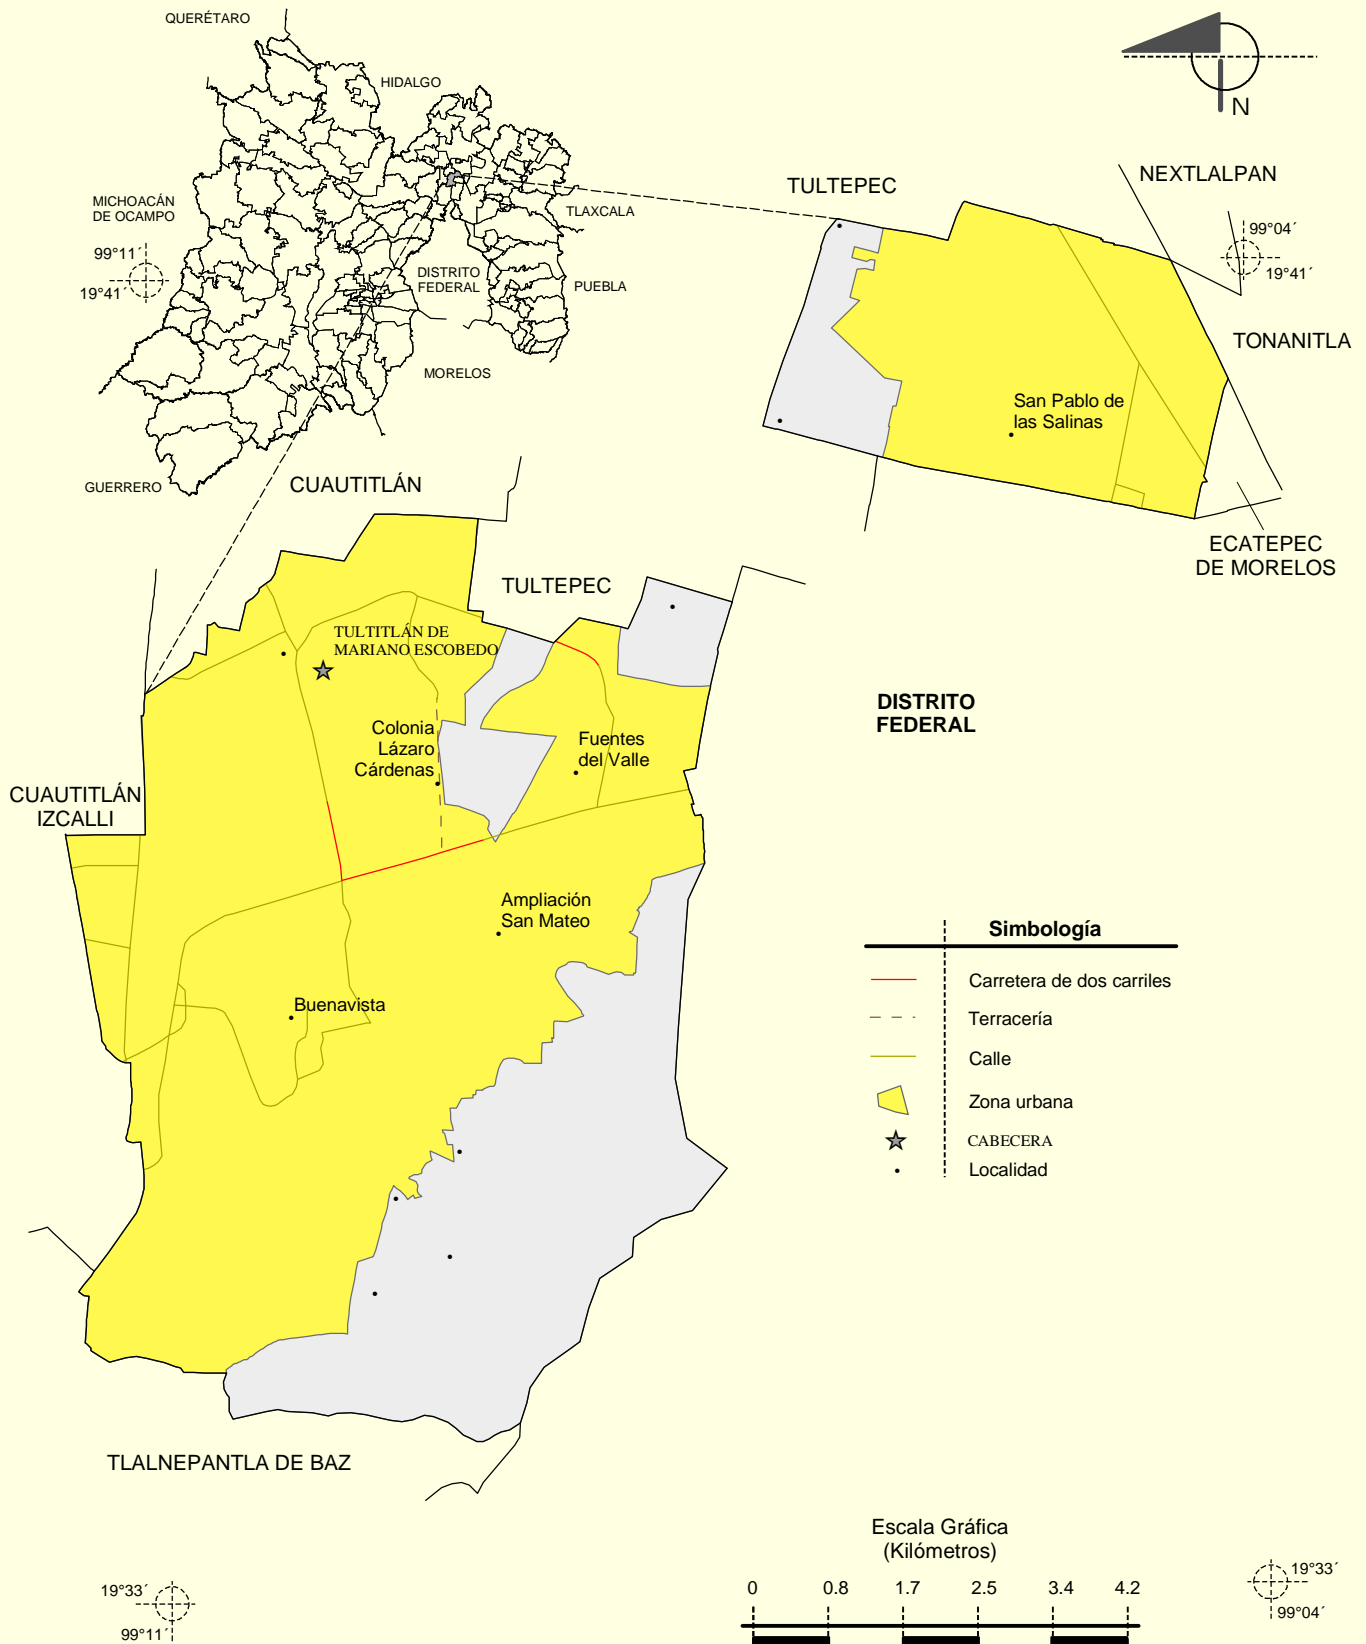 QUERÉTARO
HIDALGO
MICHOACÁN
DE OCAMPO
99°11´
19°41´
TLAXCALA
DISTRITO
FEDERAL
PUEBLA
MORELOS
GUERRERO
N
TULTEPEC
NEXTLALPAN
99°04´
19°41´
TONANITLA
San Pablo de
las Salinas
ECATEPEC
DE MORELOS
CUAUTITLÁN
TULTEPEC
TULTITLÁN DE
MARIANO ESCOBEDO
Colonia
Lázaro
Cárdenas
Fuentes
del Valle
DISTRITO
FEDERAL
CUAUTITLÁN
IZCALLI
Ampliación
San Mateo
Buenavista
Simbología
Carretera de dos carriles
Terracería
Calle
Zona urbana
CABECERA
Localidad
TLALNEPANTLA DE BAZ
Escala Gráfica
(Kilómetros)
0 0.8 1.7 2.5 3.4 4.2
19°33´
99°11´
19°33´
99°04´